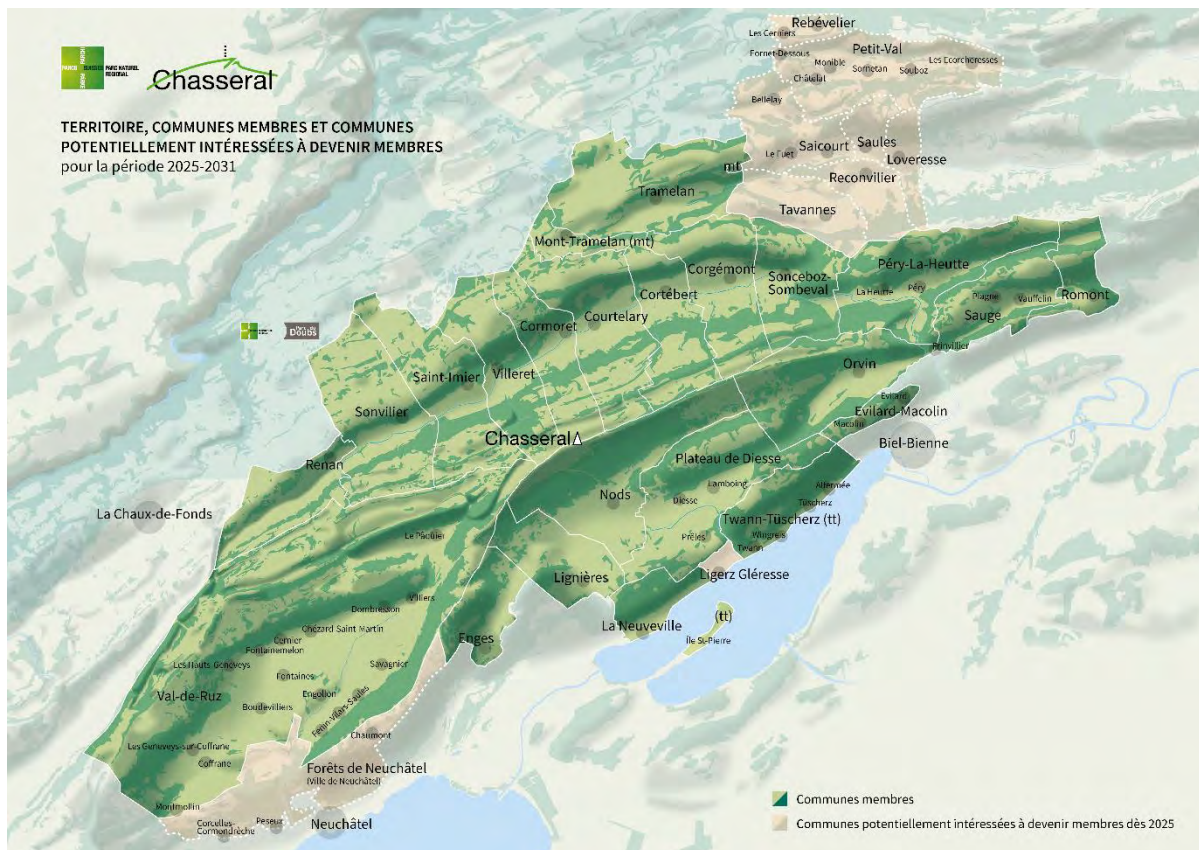 PARC NATUREL
REGIONAL
Chasseral
TERRITOIRE, COMMUNES MEMBRES ET COMMUNES
POTENTIELLEMENT INTÉRESSÉES À DEVENIR MEMBRES
pour la période 2025-2031
Rebévelier
Les Cerniers
Petit-Val
Fornet-Dessous
Monible
Sornetan
Souboz
Les Ecorcheresses
Châtelat
Bellelay
Le Fuet
Saicourt
Saules
Loveresse
Reconvilier
Tavannes
mt
Tramelan
Mont-Tramelan (mt)
Corgémont
Sonceboz-
Sombeval
Péry-La-Heutte
La Heutte
Péry
Plagne
Vauffelin
Romont
Sauge
Frinvillier
Cortébert
Courtelary
Cormoret
Villeret
Saint-Imier
Sonvilier
Renan
Doubs
Orvin
Evilard
Evilard-Macolin
Macolin
Biel-Bienne
Chasseral
Plateau de Diesse
Lamboing
Diesse
Nods
Prêles
Alfermée
Tüscherz
Twann-Tüscherz (tt)
Wingreis
Twann
Ligerz Gléresse
La Chaux-de-Fonds
Le Pâquier
Lignières
La Neuveville
(tt)
Île St-Pierre
Enges
Villiers
Dombresson
Chézard Saint-Martin
Cernier
Fontainemelon
Les Hauts-Geneveys
Savagnier
Fontaines
Engollon
Val-de-Ruz
Boudevilliers
Fenin-Vilars-Saules
Chaumont
Les Geneveys-sur-Coffrane
Coffrane
Forêts de Neuchâtel
(Ville de Neuchâtel)
Montmollin
Corcelles-
Cormondrèche
Peseux
Neuchâtel
Communes membres
Communes potentiellement intéressées à devenir membres dès 2025